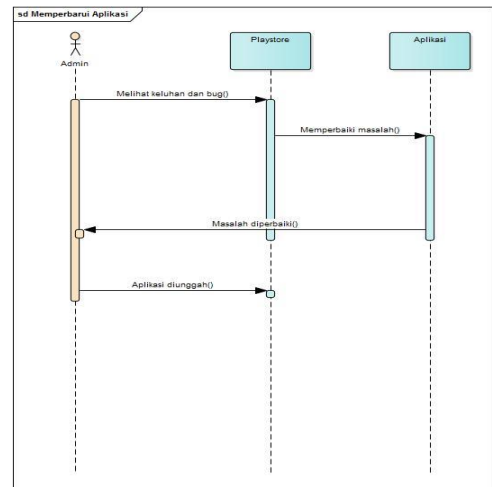 sd Memperbarui Aplikasi
Admin
Playstore
Aplikasi
Melihat keluhan dan bug()
Memperbaiki masalah()
Masalah diperbaiki()
Aplikasi diunggah()